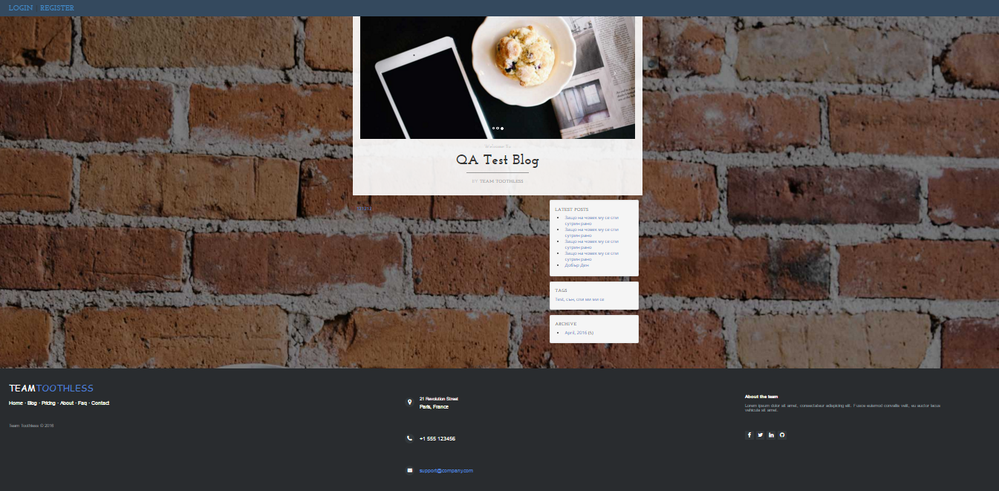 LOGIN REGISTER
Welcome To
QA Test Blog
BY TEAM TOOTHLESS
LATEST POSTS
Защо на човек му се спи
сутрин рано
Защо на човек му се спи
сутрин рано
Защо на човек му се спи
сутрин рано
Защо на човек му се спи
сутрин рано
Добър Ден
TAGS
Test, сън, спи ми ми се
ARCHIVE
April, 2016 (5)
TEAMTOOTHLESS
Home · Blog · Pricing · About · Faq · Contact
Team Toothless © 2016
21 Revolution Street
Paris, France
+1 555 123456
support@company.com
About the team
Lorem ipsum dolor sit amet, consectateur adispicing elit. Fusce euismod convallis velit, eu auctor lacus
vehicula sit amet.